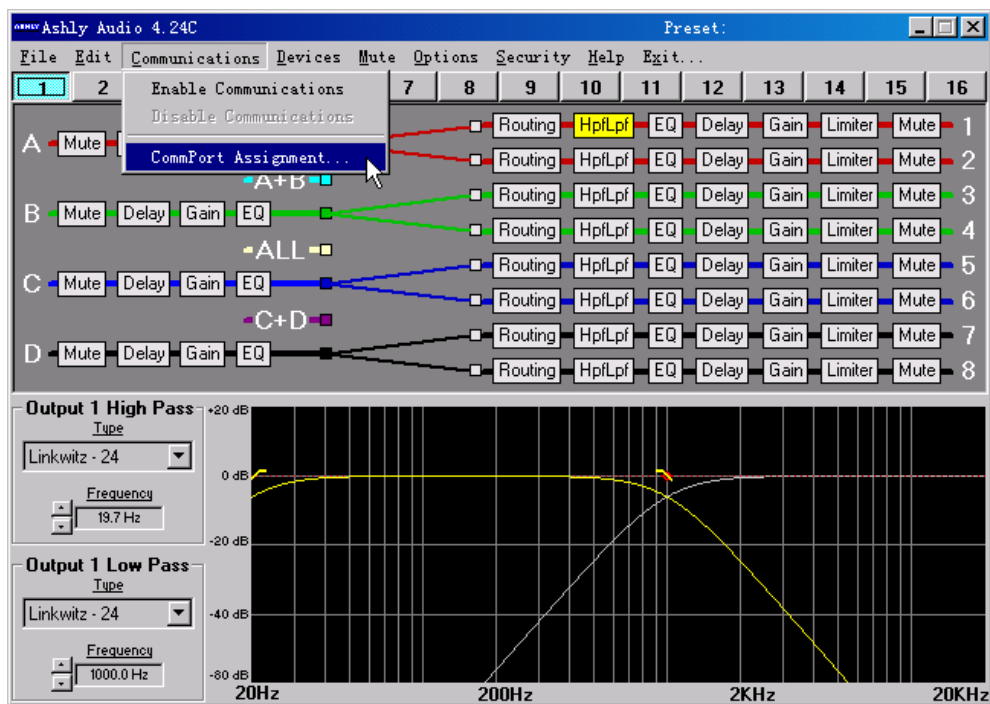 ASHLY Ashly Audio 4.24C Preset:
File Edit Communications Devices Mute Options Security Help Exit...
1 2 7 8 9 10 11 12 13 14 15 16
Enable Communications
Disable Communications
CommPort Assignment...
A Mute
Routing HpfLpf EQ Delay Gain Limiter Mute 1
Routing HpfLpf EQ Delay Gain Limiter Mute 2
A+B
Routing HpfLpf EQ Delay Gain Limiter Mute 3
B Mute Delay Gain EQ
Routing HpfLpf EQ Delay Gain Limiter Mute 4
ALL
Routing HpfLpf EQ Delay Gain Limiter Mute 5
C Mute Delay Gain EQ
Routing HpfLpf EQ Delay Gain Limiter Mute 6
C+D
Routing HpfLpf EQ Delay Gain Limiter Mute 7
D Mute Delay Gain EQ
Routing HpfLpf EQ Delay Gain Limiter Mute 8
Output 1 High Pass
Type
Linkwitz - 24
Frequency
19.7 Hz
Output 1 Low Pass
Type
Linkwitz - 24
Frequency
1000.0 Hz
+20 dB
0 dB
-20 dB
-40 dB
-60 dB
20Hz 200Hz 2KHz 20KHz